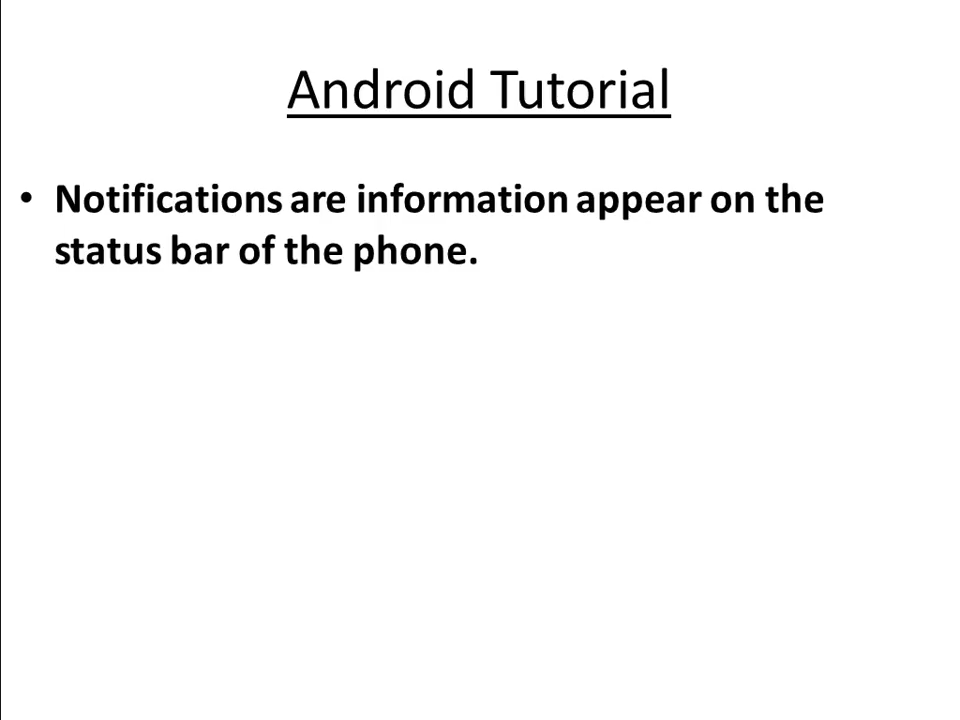 Android Tutorial
• Notifications are information appear on the
status bar of the phone.